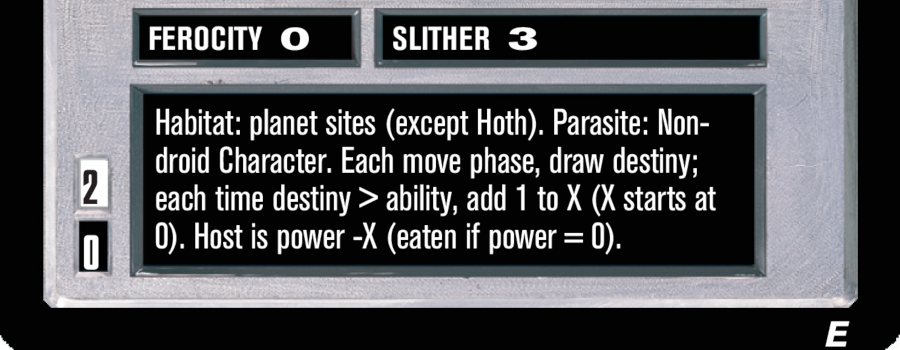 FEROCITY 0 SLITHER 3
Habitat: planet sites (except Hoth). Parasite: Non-
droid Character. Each move phase, draw destiny;
each time destiny > ability, add 1 to X (X starts at
0). Host is power -X (eaten if power = 0).
2
0
E